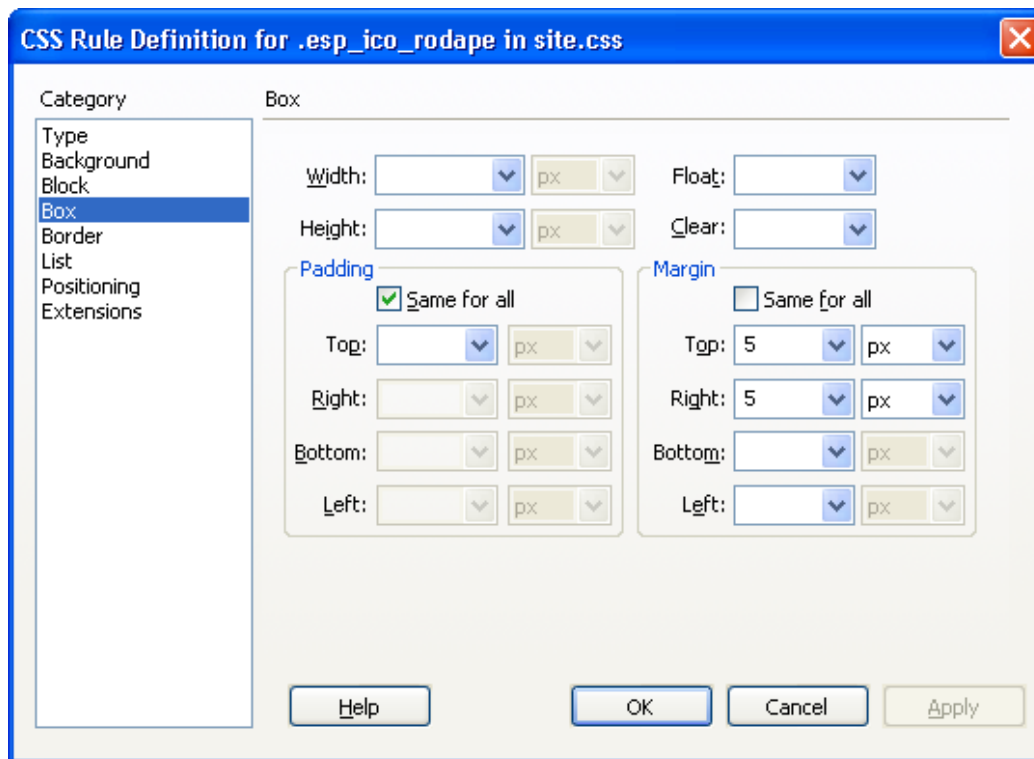 CSS Rule Definition for .esp_ico_rodape in site.css
Category
Type
Background
Block
Box
Border
List
Positioning
Extensions
Box
Width: px Float:
Height: px Clear:
Padding
Same for all
Top: px
Right: px
Bottom: px
Left: px
Margin
Same for all
Top: 5 px
Right: 5 px
Bottom: px
Left: px
Help OK Cancel Apply